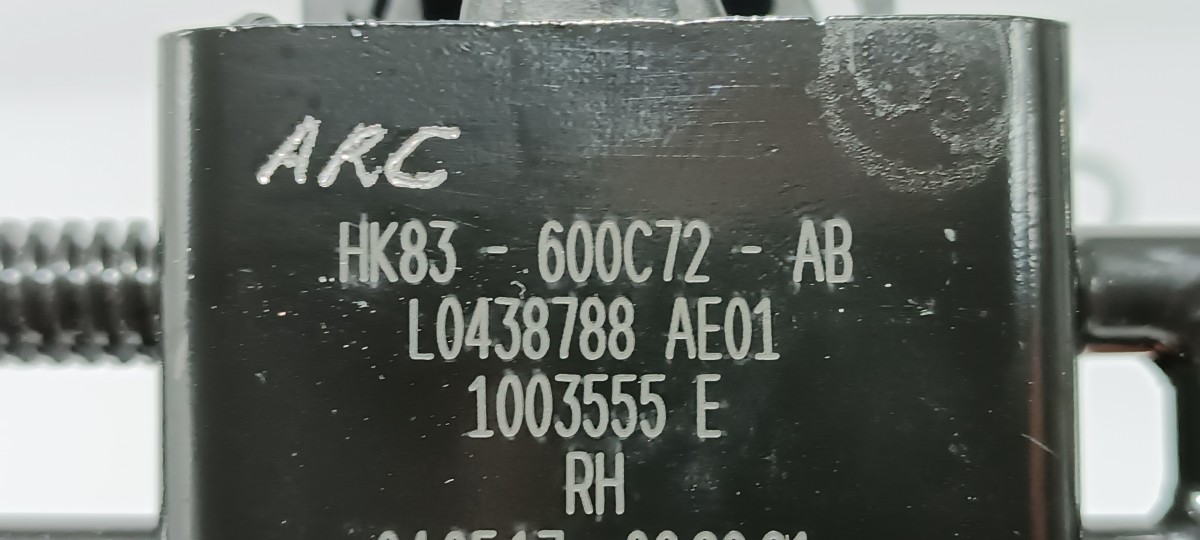 ARC
HK83 - 600C72 - AB
L0438788 AE01
1003555 E
RH